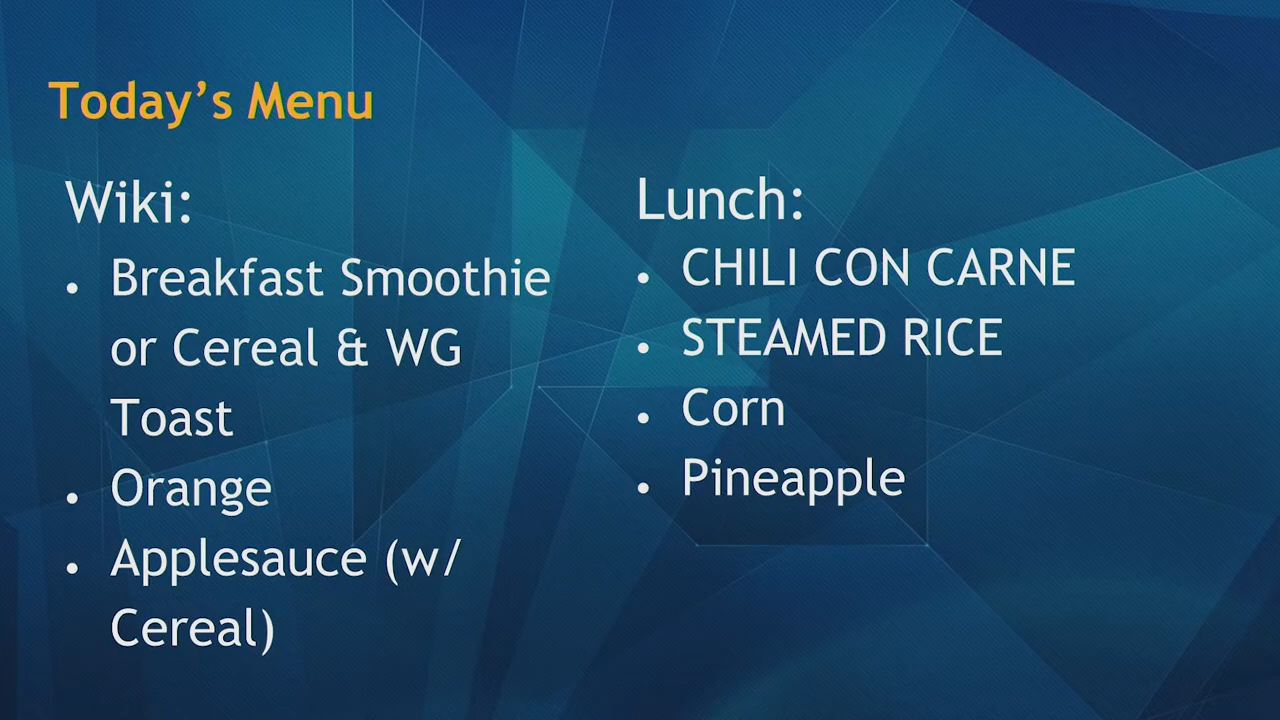 Today’s Menu
Wiki:
• Breakfast Smoothie
or Cereal & WG
Toast
• Orange
• Applesauce (w/
Cereal)
Lunch:
• CHILI CON CARNE
• STEAMED RICE
• Corn
• Pineapple